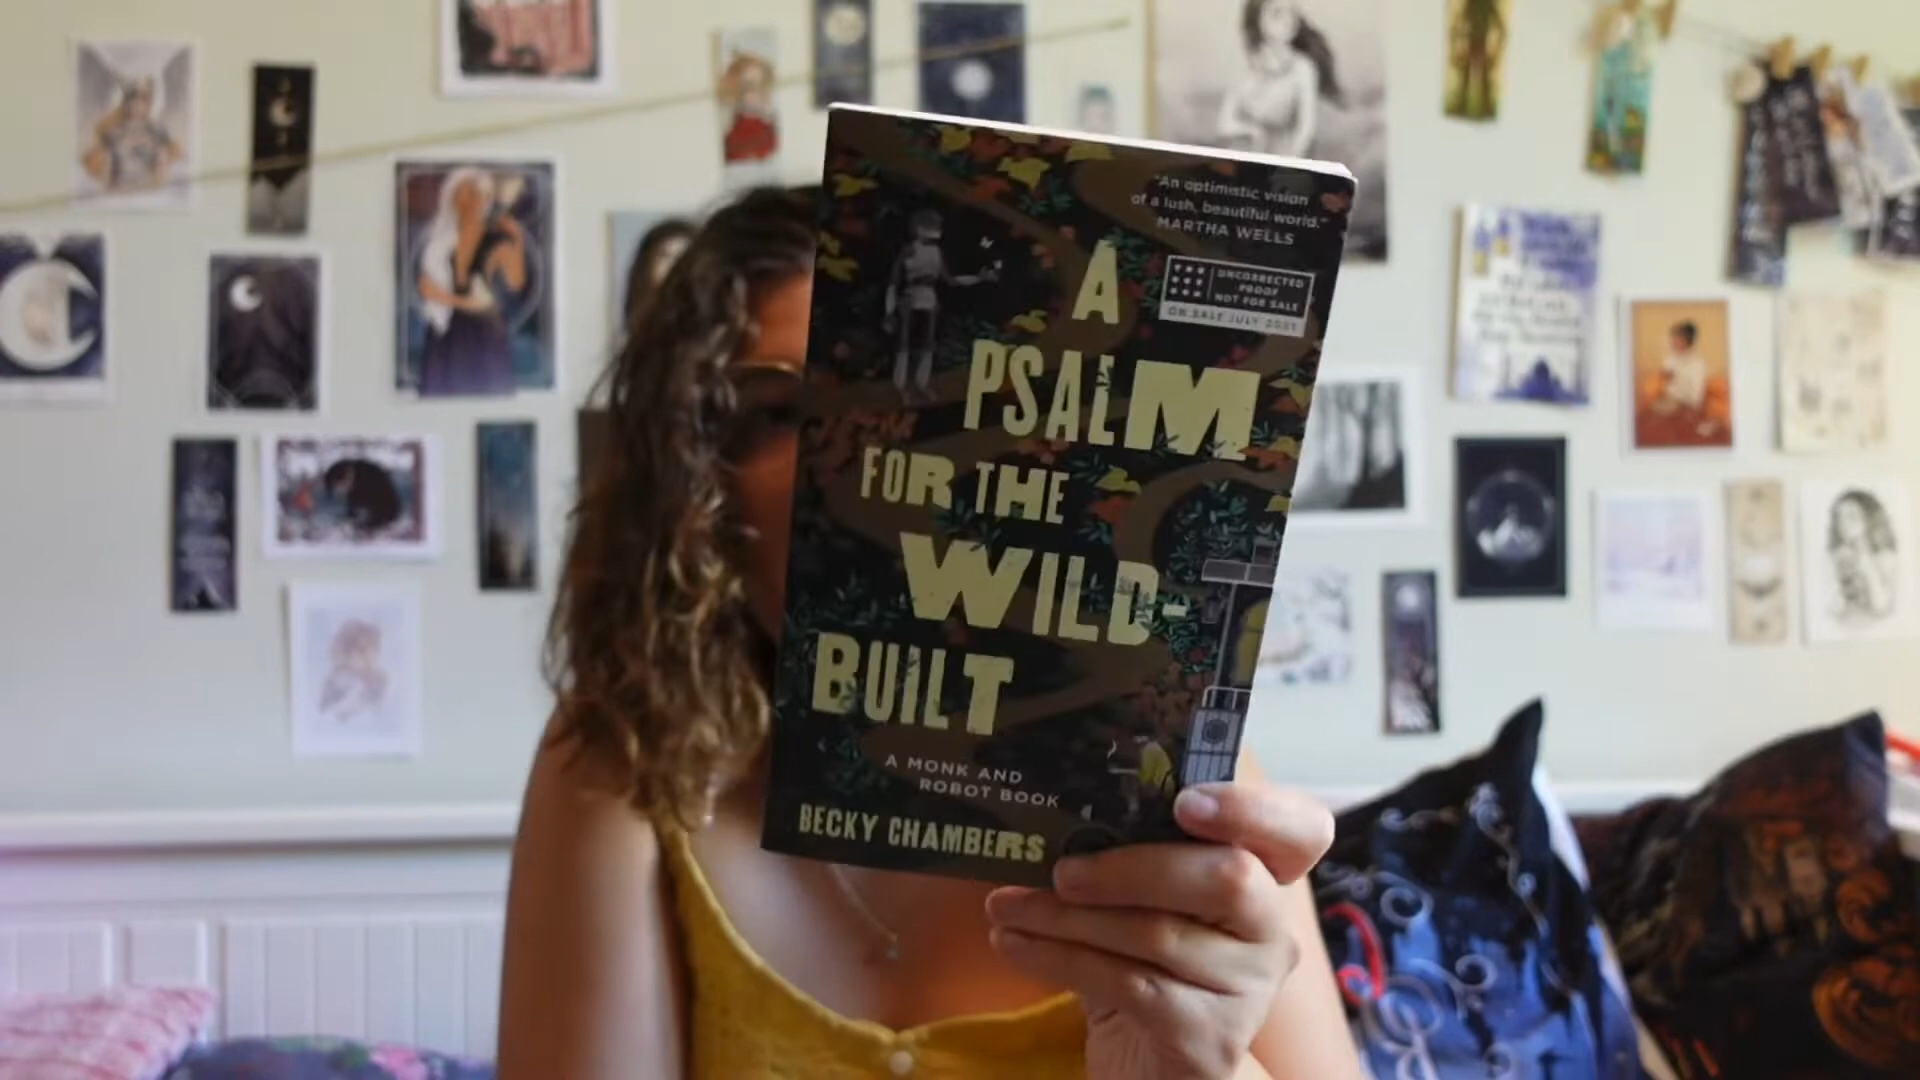 "An optimistic vision
of a lush, beautiful world."
MARTHA WELLS
UNCORRECTED
PROOF
NOT FOR SALE
ON SALE JULY 2021
A
PSALM
FOR THE
WILD-
BUILT
A MONK AND
ROBOT BOOK
BECKY CHAMBERS